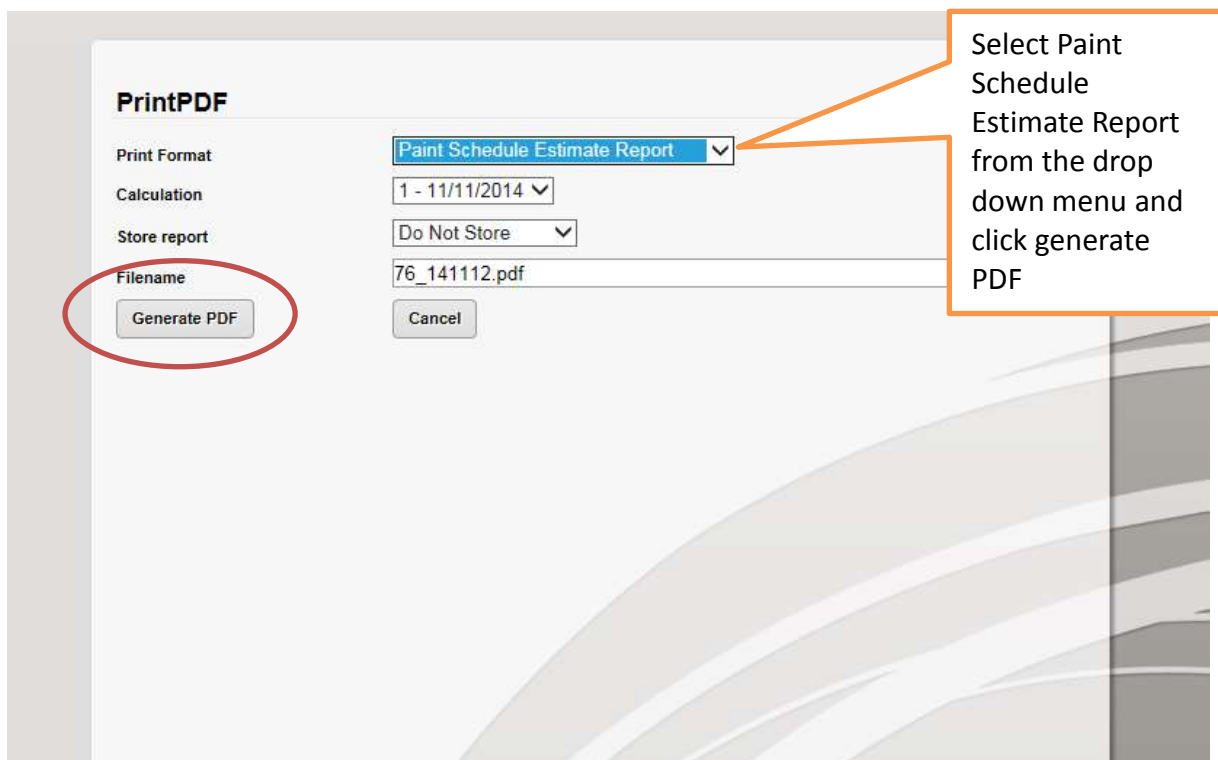 Select Paint
Schedule
Estimate Report
from the drop
down menu and
click generate
PDF
PrintPDF
Print Format
Paint Schedule Estimate Report
Calculation
1 - 11/11/2014
Store report
Do Not Store
Filename
76_141112.pdf
Generate PDF
Cancel